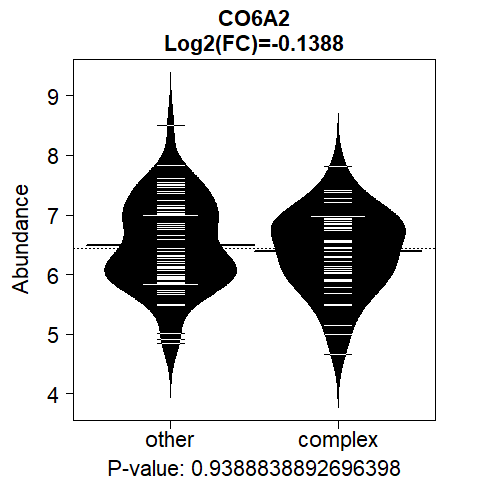 CO6A2
Log2(FC)=-0.1388
9
8
7
6
5
4
Abundance
other complex
P-value: 0.9388838892696398